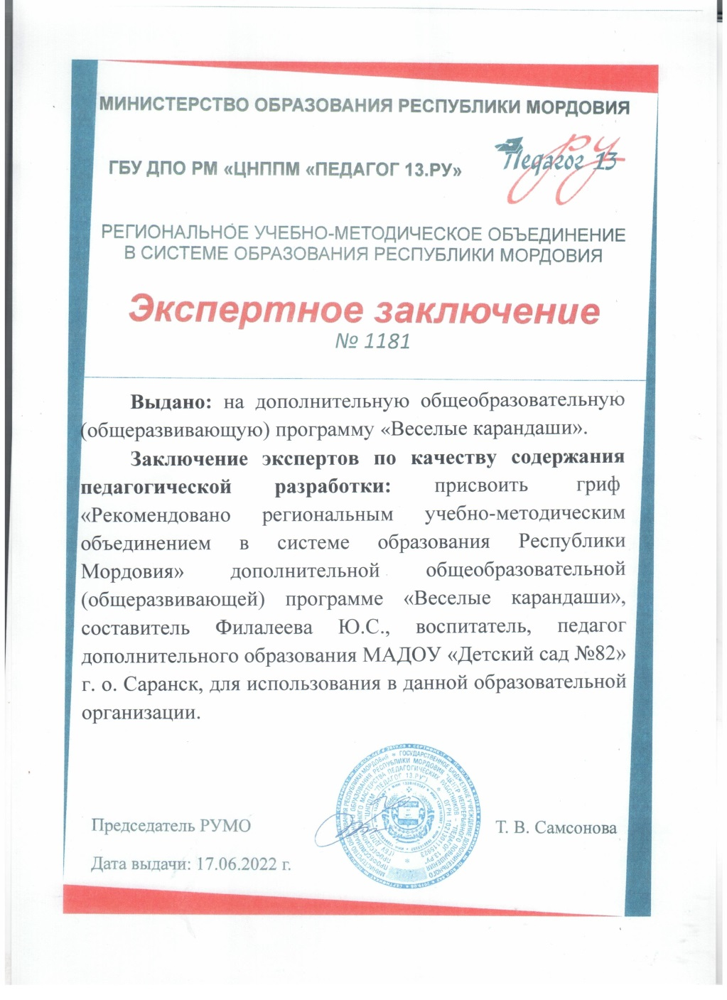 МИНИСТЕРСТВО ОБРАЗОВАНИЯ РЕСПУБЛИКИ МОРДОВИЯ
ГБУ ДПО РМ «ЦНППМ «ПЕДАГОГ 13.РУ»
Педагог 13
ру
РЕГИОНАЛЬНОЕ УЧЕБНО-МЕТОДИЧЕСКОЕ ОБЪЕДИНЕНИЕ
В СИСТЕМЕ ОБРАЗОВАНИЯ РЕСПУБЛИКИ МОРДОВИЯ
Экспертное заключение
№ 1181
Выдано: на дополнительную общеобразовательную
(общеразвивающую) программу «Веселые карандаши».
Заключение экспертов по качеству содержания
педагогической разработки: присвоить гриф
«Рекомендовано региональным учебно-методическим
объединением в системе образования Республики
Мордовия» дополнительной общеобразовательной
(общеразвивающей) программе «Веселые карандаши»,
составитель Филалеева Ю.С., воспитатель, педагог
дополнительного образования МАДОУ «Детский сад №82»
г. о. Саранск, для использования в данной образовательной
организации.
Председатель РУМО
Т. В. Самсонова
Дата выдачи: 17.06.2022 г.